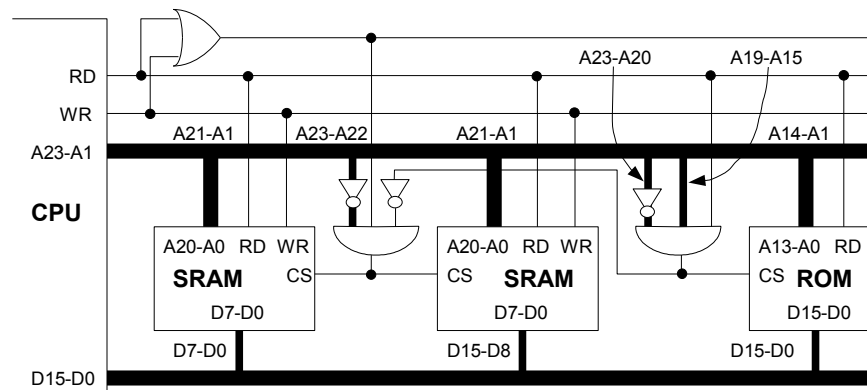 A23-A20 A19-A15
RD
WR
A21-A1 A23-A22 A21-A1 A14-A1
A23-A1
CPU
A20-A0 RD WR A20-A0 RD WR A13-A0 RD
SRAM CS CS SRAM CS ROM
D7-D0 D7-D0 D15-D0
D7-D0 D15-D8 D15-D0
D15-D0